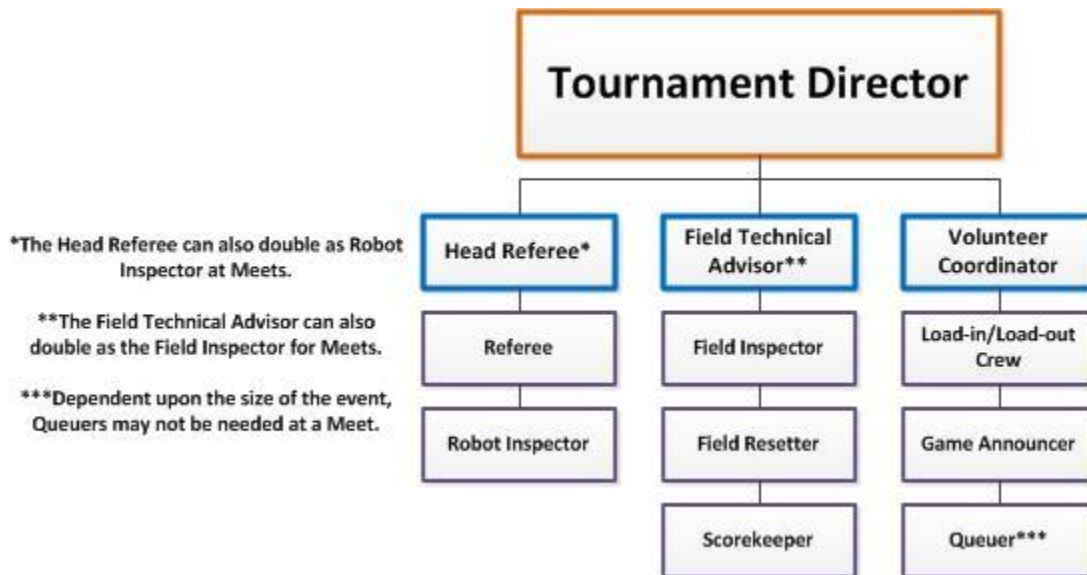 Tournament Director
*The Head Referee can also double as Robot
Inspector at Meets.
**The Field Technical Advisor can also
double as the Field Inspector for Meets.
***Dependent upon the size of the event,
Queuers may not be needed at a Meet.
Head Referee*
Referee
Robot Inspector
Field Technical
Advisor**
Field Inspector
Field Resetter
Scorekeeper
Volunteer
Coordinator
Load-in/Load-out
Crew
Game Announcer
Queuer***